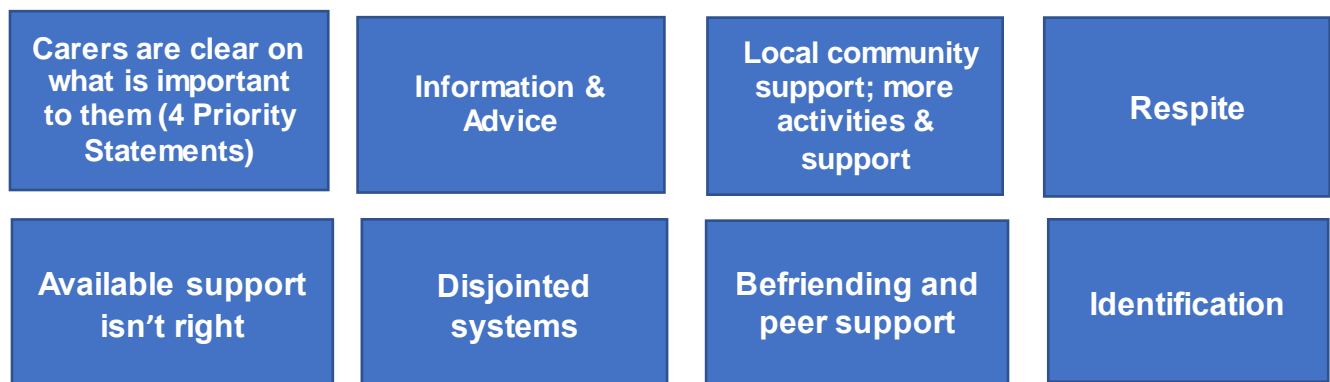 Carers are clear on
what is important
to them (4 Priority
Statements)
Information &
Advice
Local community
support; more
activities &
support
Respite
Available support
isn't right
Disjointed
systems
Befriending and
peer support
Identification